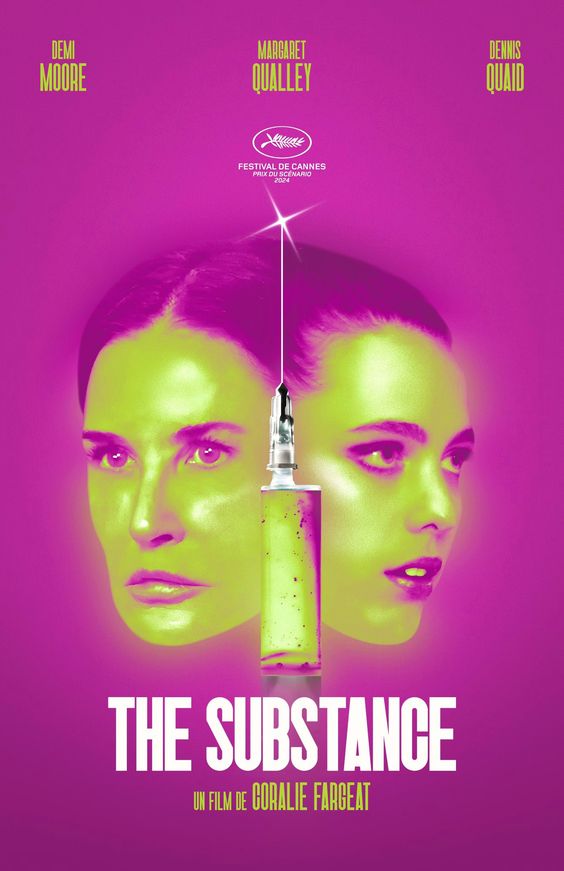 DEMI
MOORE
MARGARET
QUALLEY
DENNIS
QUAID
FESTIVAL DE CANNES
PRIX DU SCÉNARIO
2024
THE SUBSTANCE
UN FILM DE CORALIE FARGEAT